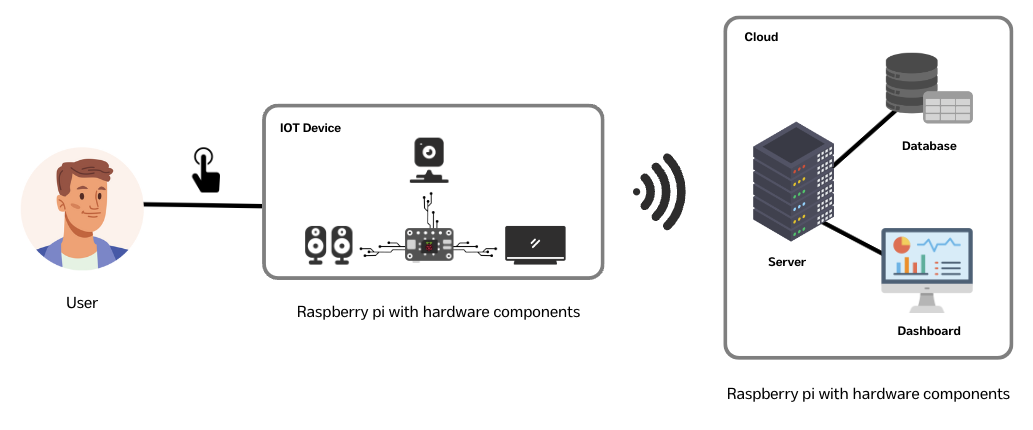 Cloud
IOT Device
Database
Server
User
Raspberry pi with hardware components
Dashboard
Raspberry pi with hardware components